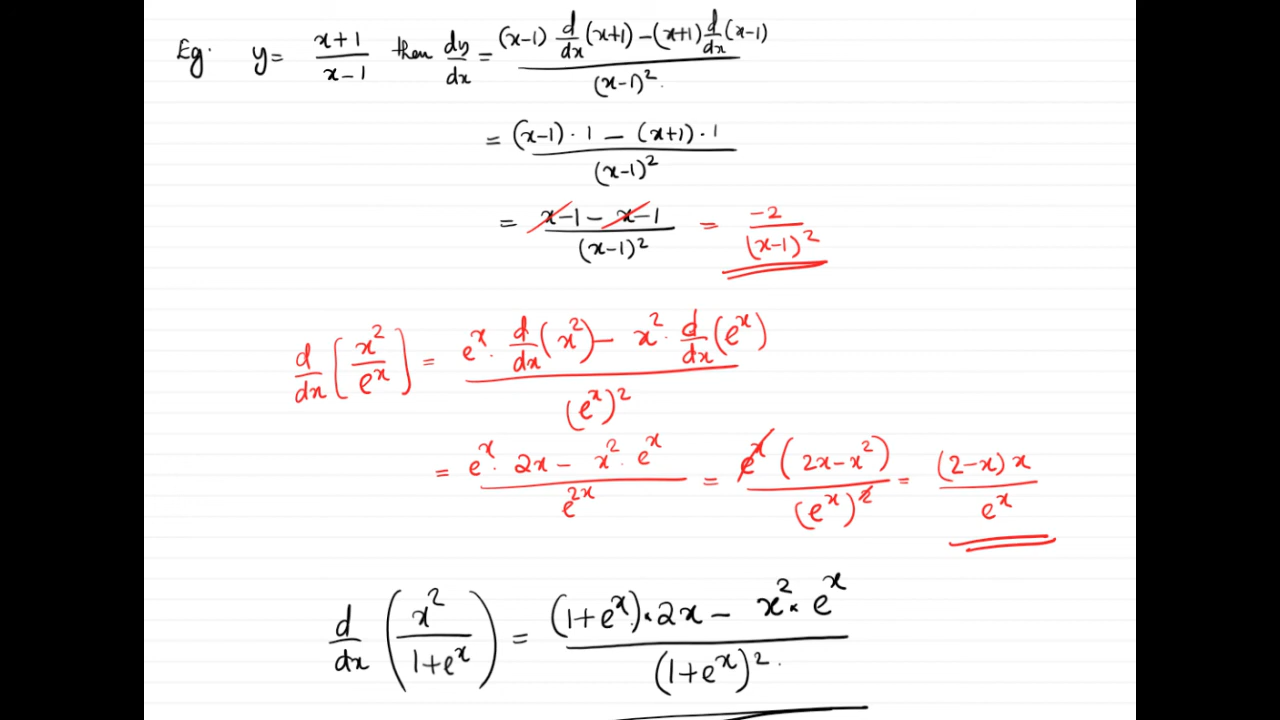 Eg: y = (x+1)/(x-1) then dy/dx = ((x-1) d/dx (x+1) - (x+1) d/dx (x-1))/(x-1)²
= ((x-1) · 1 - (x+1) · 1)/(x-1)²
= (x-1-x-1)/(x-1)² = -2/(x-1)²
d/dx (x²/eˣ) = (eˣ · d/dx (x²) - x² · d/dx (eˣ))/(eˣ)²
= (eˣ · 2x - x² · eˣ)/e²ˣ = eˣ (2x-x²)/(eˣ)² = (2-x) x/eˣ
d/dx (x²/(1+eˣ)) = ((1+eˣ) · 2x - x² · eˣ)/(1+eˣ)²